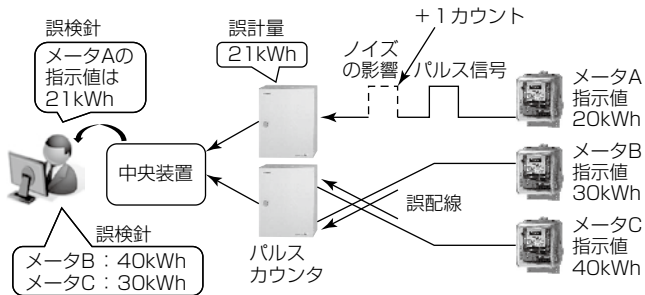 誤検針
メータAの
指示値は
21kWh
誤計量
21kWh
+1カウント
ノイズ
の影響
パルス信号
メータA
指示値
20kWh
中央装置
メータB
指示値
30kWh
誤配線
メータC
指示値
40kWh
パルス
カウンタ
誤検針
メータB：40kWh
メータC：30kWh